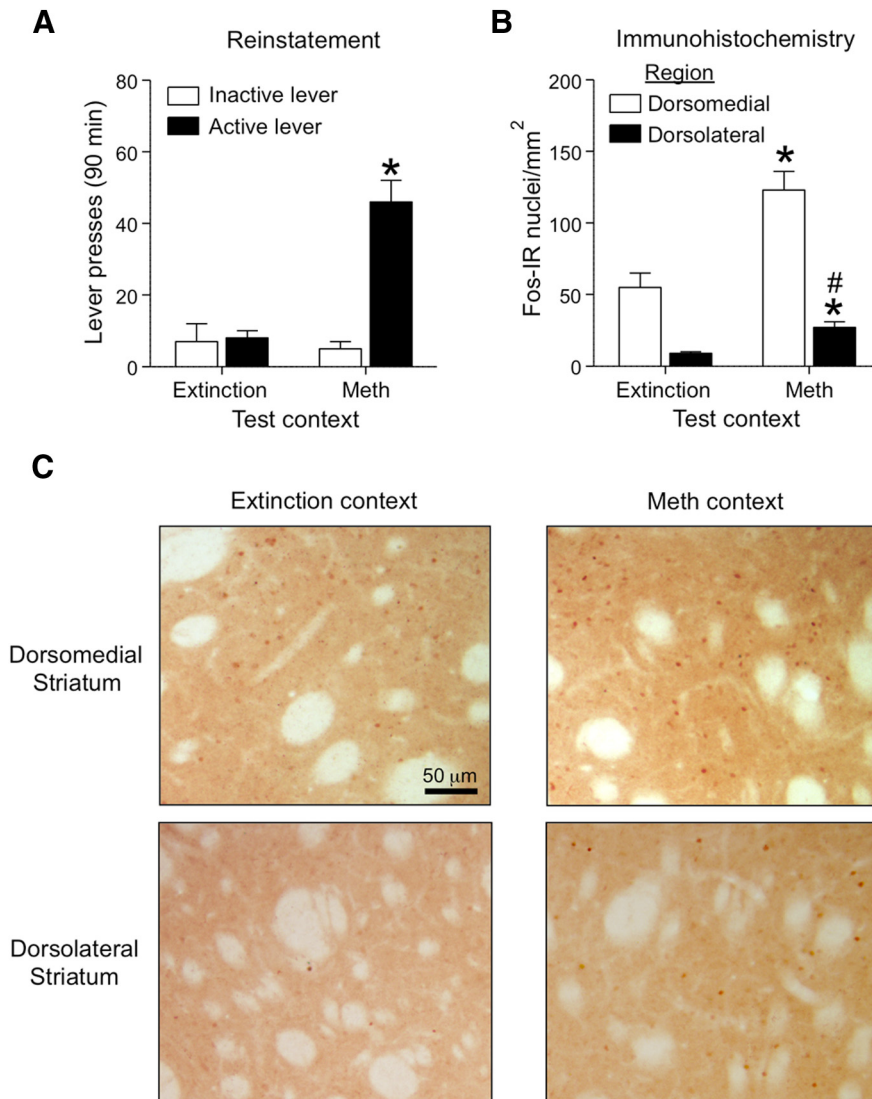 A
Reinstatement
Inactive lever
Active lever
Lever presses (90 min)
80
60
40
20
0
*
Extinction
Meth
Test context
B
Immunohistochemistry
Region
Dorsomedial
Dorsolateral
Fos-IR nuclei/mm²
200
150
100
50
0
*
#
*
Extinction
Meth
Test context
C
Extinction context
Meth context
Dorsomedial
Striatum
50 μm
Dorsolateral
Striatum